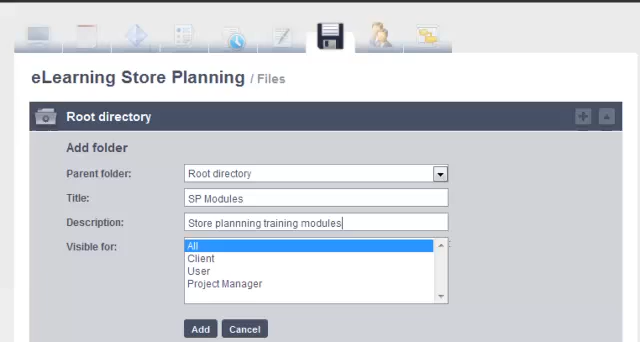 eLearning Store Planning / Files
Root directory
Add folder
Parent folder: Root directory
Title: SP Modules
Description: Store plannning training modules
Visible for: All
Client
User
Project Manager
Add Cancel